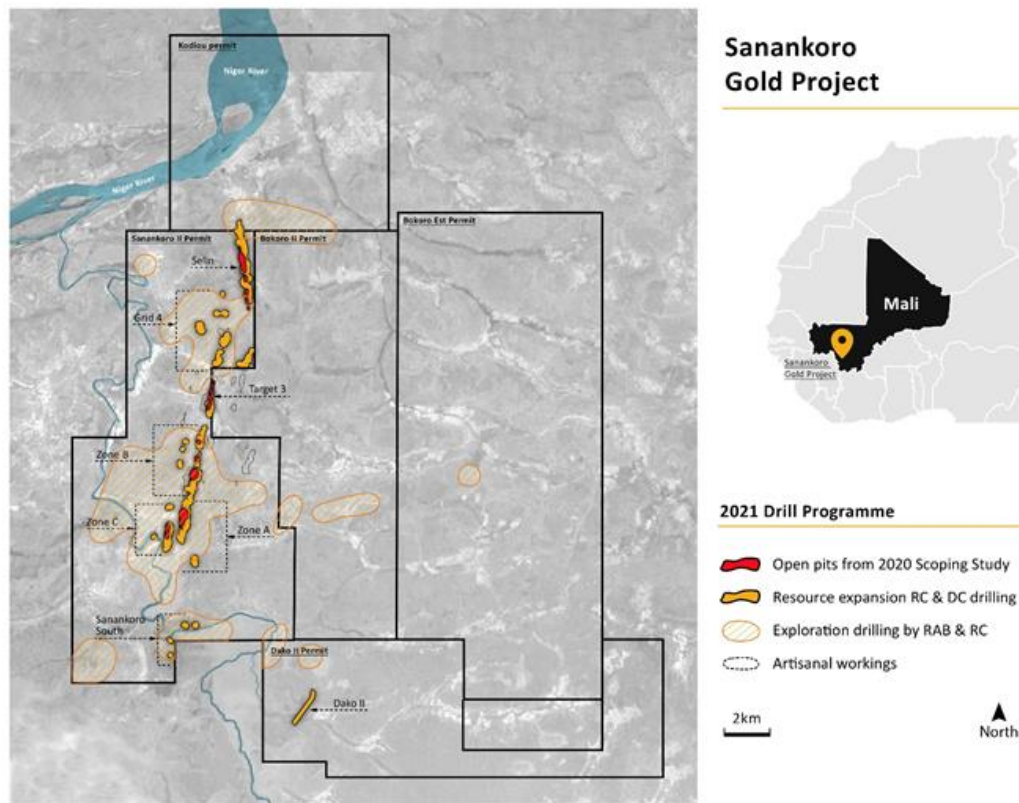 Kodiou permit
Niger River
Niger River
Sanankoro II Permit
Bokoro II Permit
Bokoro Est Permit
Selin
Grid 4
Target 3
Zone B
Zone C
Zone A
Sanankoro
South
Dako II Permit
Dako II
Sanankoro
Gold Project
Mali
Sanankoro
Gold Project
2021 Drill Programme
Open pits from 2020 Scoping Study
Resource expansion RC & DC drilling
Exploration drilling by RAB & RC
Artisanal workings
2km
North